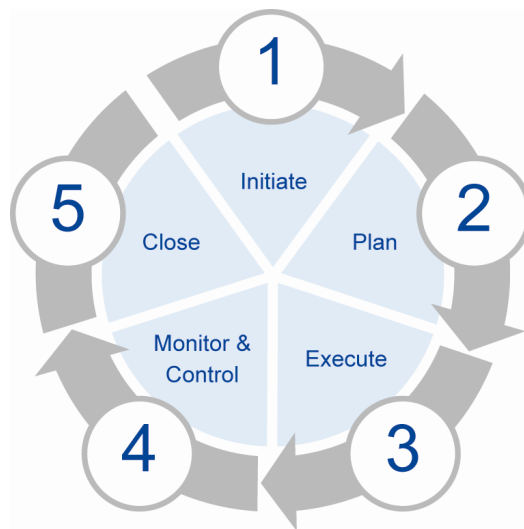 1
Initiate
2
Plan
3
Execute
4
Monitor &
Control
5
Close